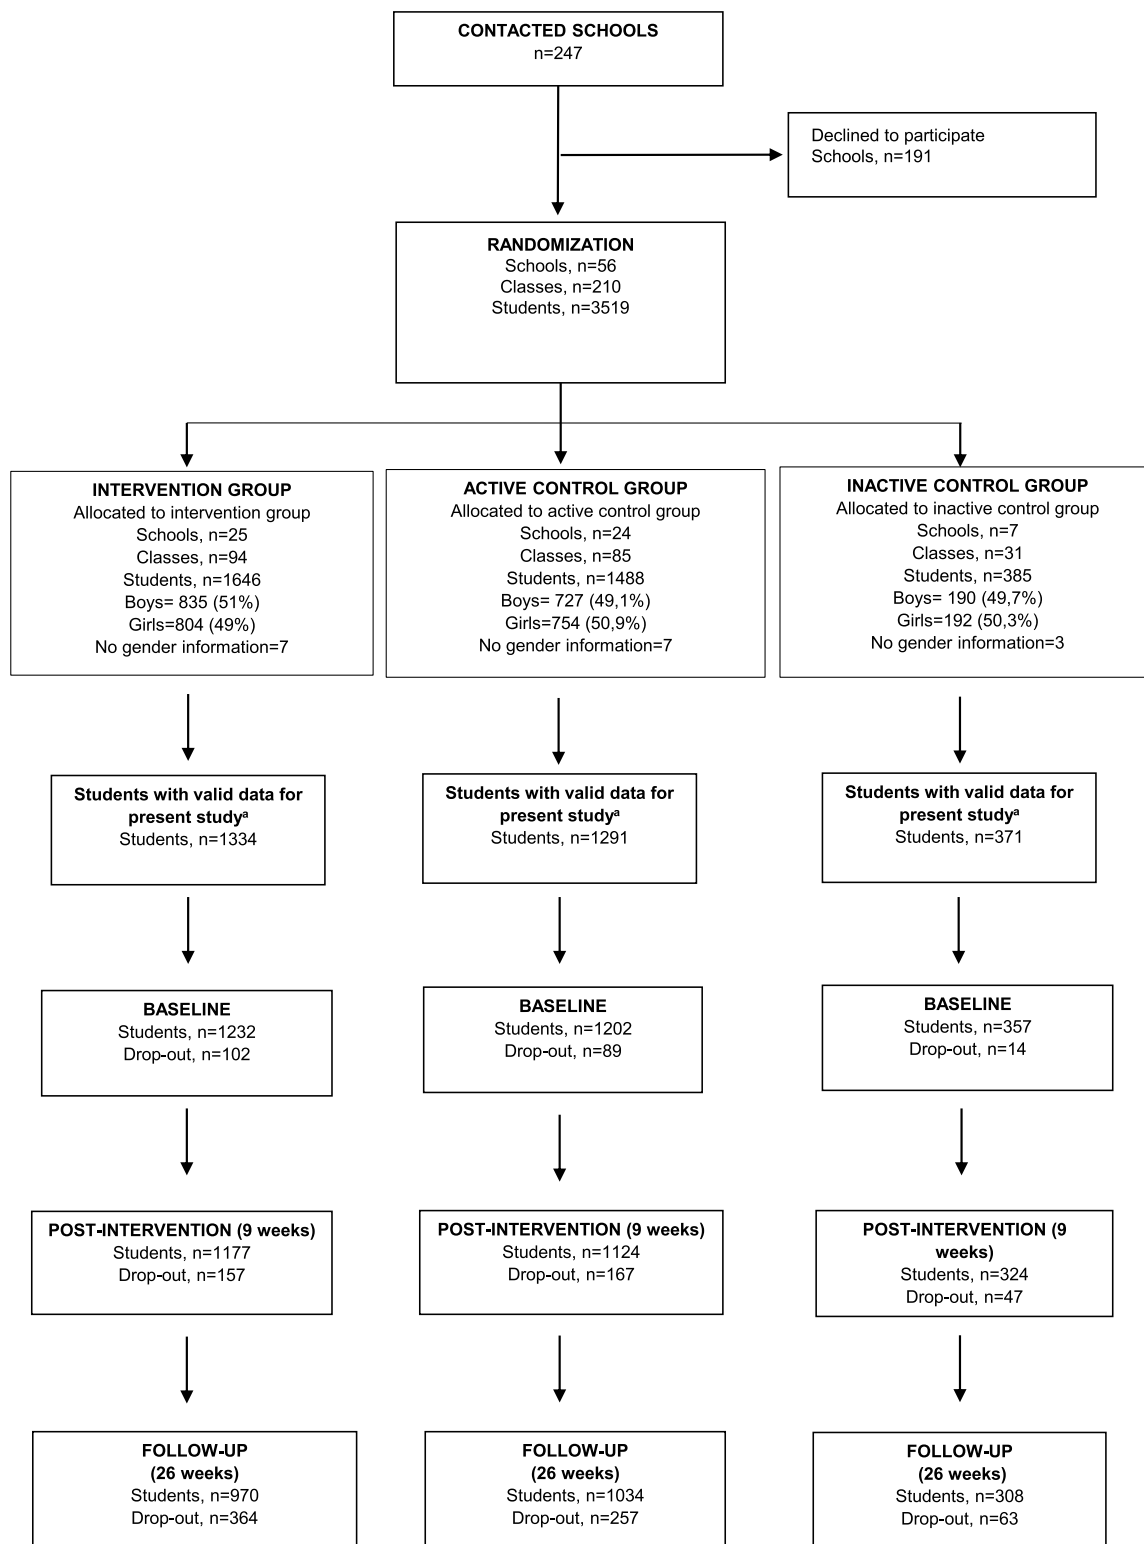 CONTACTED SCHOOLS
n=247
Declined to participate
Schools, n=191
RANDOMIZATION
Schools, n=56
Classes, n=210
Students, n=3519
INTERVENTION GROUP
Allocated to intervention group
Schools, n=25
Classes, n=94
Students, n=1646
Boys= 835 (51%)
Girls=804 (49%)
No gender information=7
ACTIVE CONTROL GROUP
Allocated to active control group
Schools, n=24
Classes, n=85
Students, n=1488
Boys= 727 (49,1%)
Girls=754 (50,9%)
No gender information=7
INACTIVE CONTROL GROUP
Allocated to inactive control group
Schools, n=7
Classes, n=31
Students, n=385
Boys= 190 (49,7%)
Girls=192 (50,3%)
No gender information=3
Students with valid data for
present studyᵃ
Students, n=1334
Students with valid data for
present studyᵃ
Students, n=1291
Students with valid data for
present studyᵃ
Students, n=371
BASELINE
Students, n=1232
Drop-out, n=102
BASELINE
Students, n=1202
Drop-out, n=89
BASELINE
Students, n=357
Drop-out, n=14
POST-INTERVENTION (9 weeks)
Students, n=1177
Drop-out, n=157
POST-INTERVENTION (9 weeks)
Students, n=1124
Drop-out, n=167
POST-INTERVENTION (9
weeks)
Students, n=324
Drop-out, n=47
FOLLOW-UP
(26 weeks)
Students, n=970
Drop-out, n=364
FOLLOW-UP
(26 weeks)
Students, n=1034
Drop-out, n=257
FOLLOW-UP
(26 weeks)
Students, n=308
Drop-out, n=63